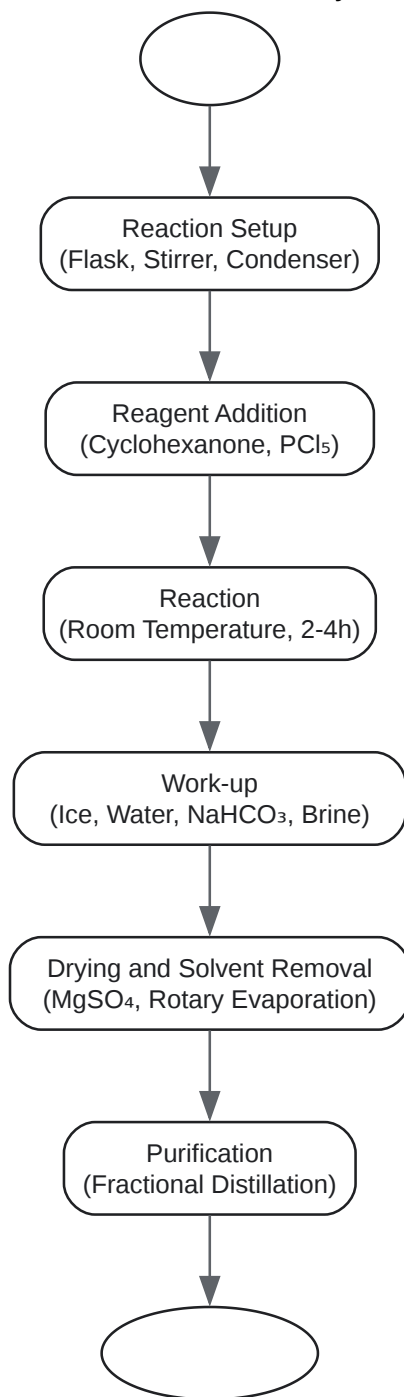 Reaction Setup
(Flask, Stirrer, Condenser)
Reagent Addition
(Cyclohexanone, PCl₅)
Reaction
(Room Temperature, 2-4h)
Work-up
(Ice, Water, NaHCO₃, Brine)
Drying and Solvent Removal
(MgSO₄, Rotary Evaporation)
Purification
(Fractional Distillation)